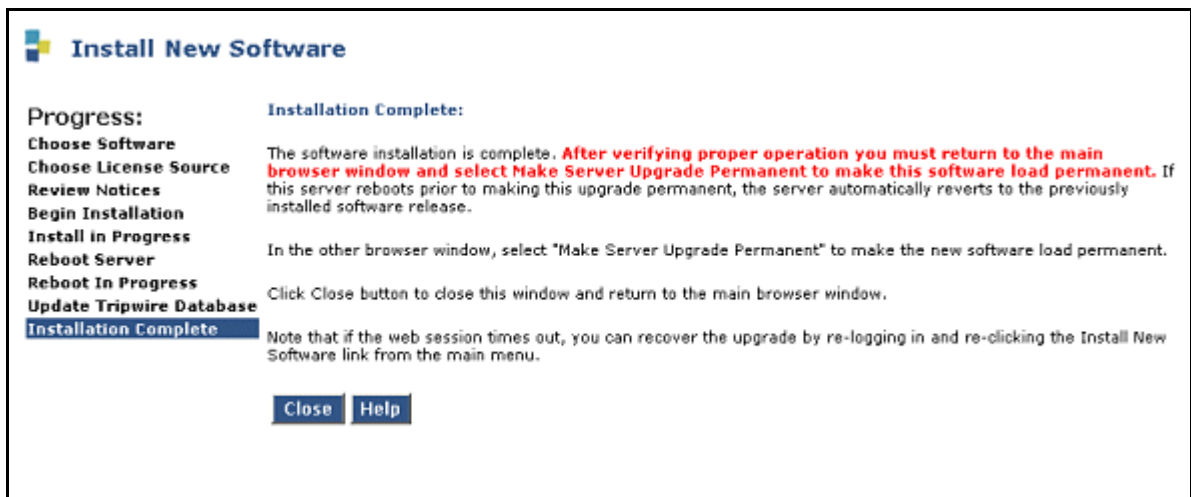 Install New Software
Progress:
Choose Software
Choose License Source
Review Notices
Begin Installation
Install in Progress
Reboot Server
Reboot In Progress
Update Tripwire Database
Installation Complete
Installation Complete:
The software installation is complete. After verifying proper operation you must return to the main
browser window and select Make Server Upgrade Permanent to make this software load permanent. If
this server reboots prior to making this upgrade permanent, the server automatically reverts to the previously
installed software release.
In the other browser window, select "Make Server Upgrade Permanent" to make the new software load permanent.
Click Close button to close this window and return to the main browser window.
Note that if the web session times out, you can recover the upgrade by re-logging in and re-clicking the Install New
Software link from the main menu.
Close Help